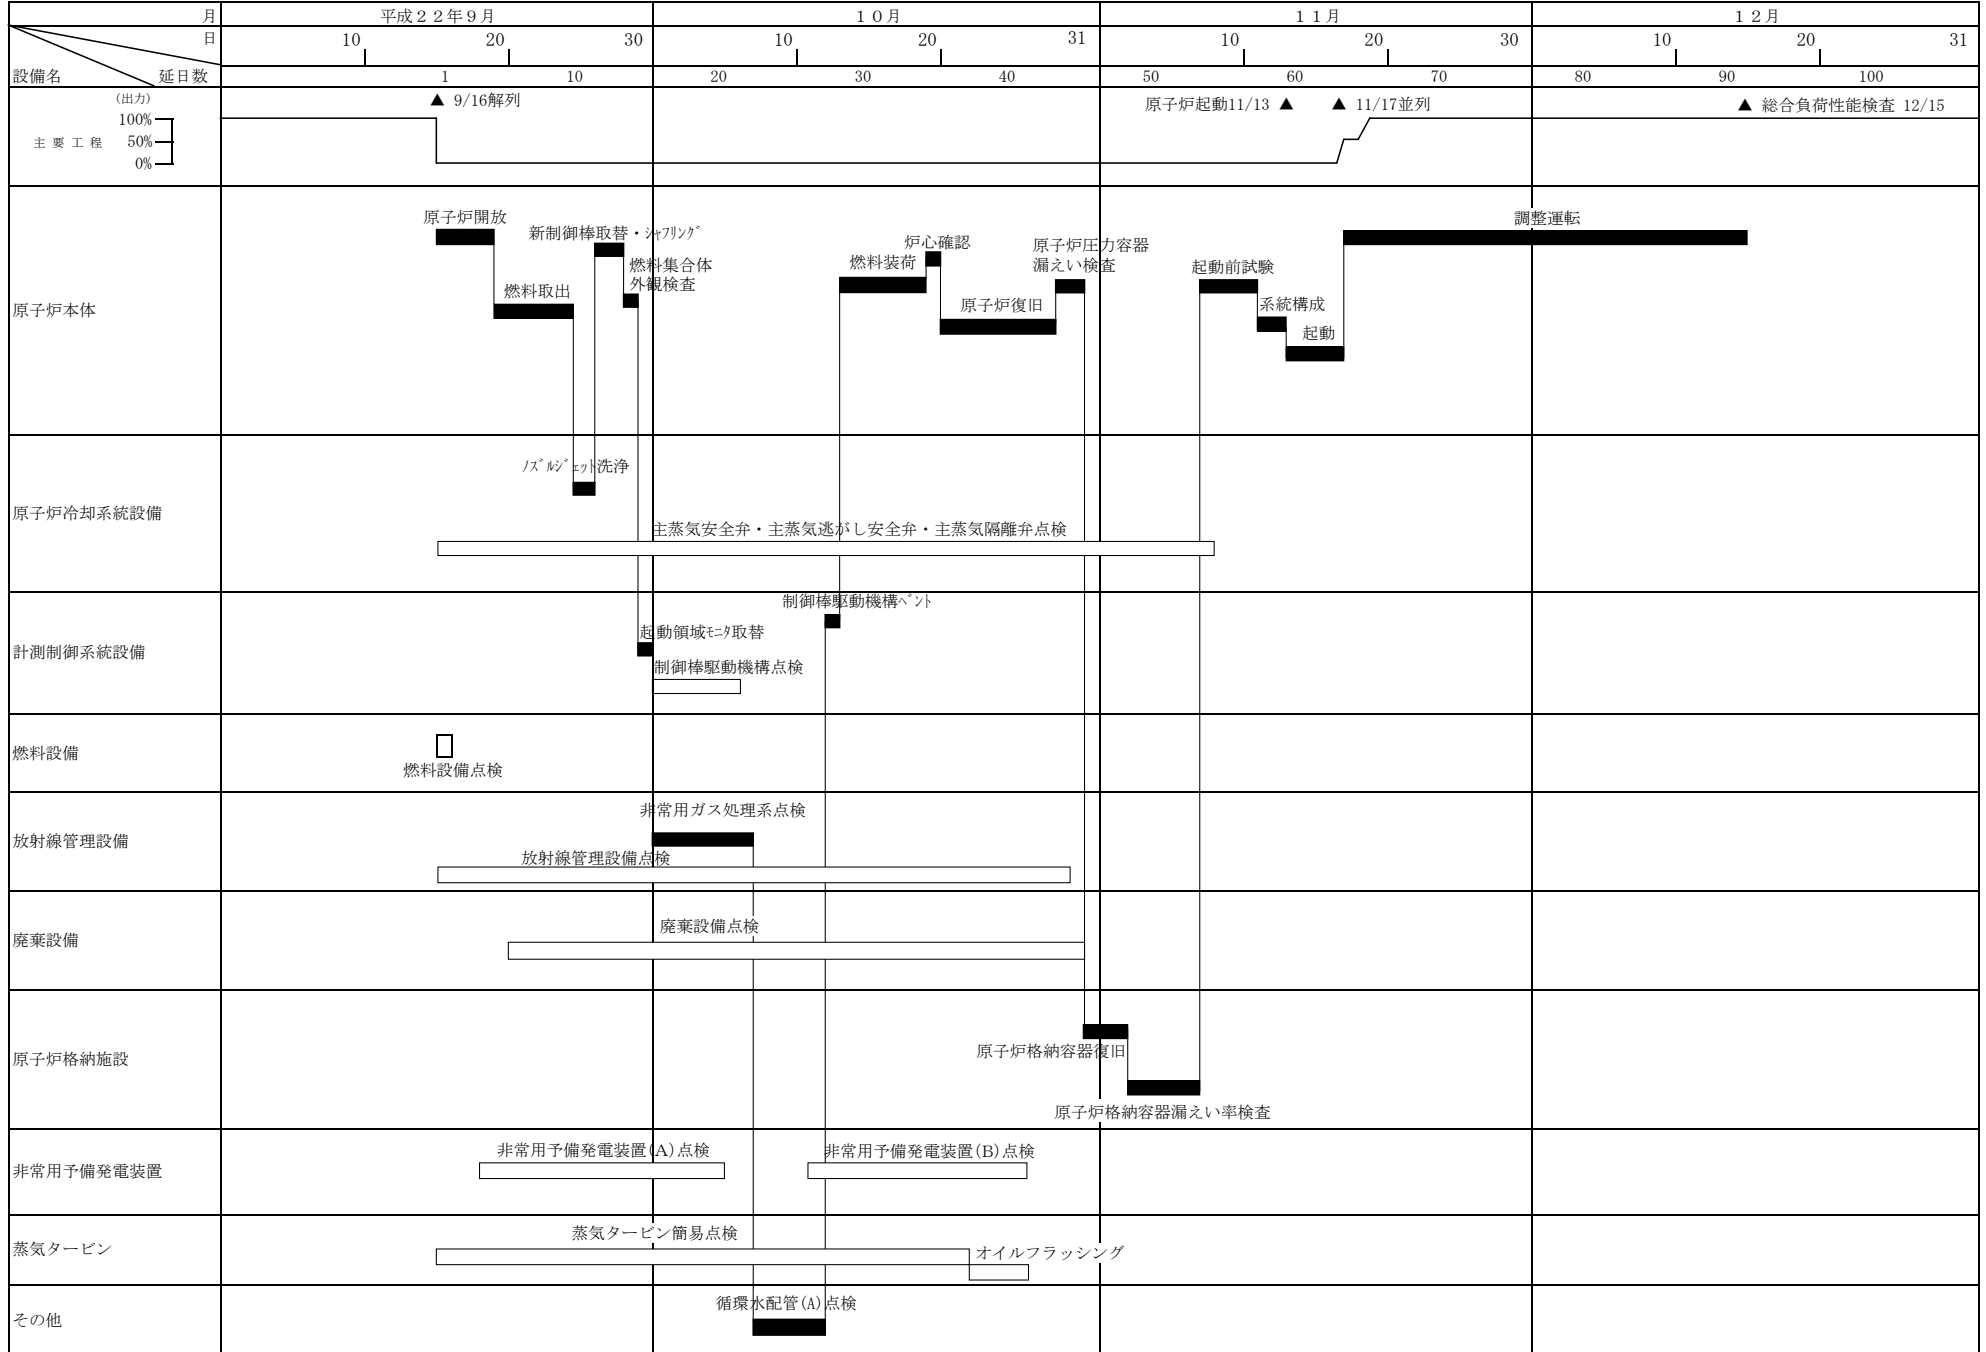 月 平成２２年９月 １０月 １１月 １２月
日 10 20 30 10 20 31 10 20 30 10 20 31
設備名 延日数 1 10 20 30 40 50 60 70 80 90 100
(出力)
100%
主要工程 50%
0%
▲ 9/16解列
原子炉起動11/13 ▲
▲ 11/17並列
▲ 総合負荷性能検査 12/15
原子炉本体
原子炉開放
燃料取出
新制御棒取替・ｼｬﾌﾘﾝｸﾞ
燃料集合体
外観検査
燃料装荷
炉心確認
原子炉復旧
原子炉圧力容器
漏えい検査
起動前試験
系統構成
起動
調整運転
原子炉冷却系統設備
ﾉｽﾞﾙｼﾞｪｯﾄ洗浄
主蒸気安全弁・主蒸気逃がし安全弁・主蒸気隔離弁点検
計測制御系統設備
制御棒駆動機構ﾍﾞﾝﾄ
起動領域ﾓﾆﾀ取替
制御棒駆動機構点検
燃料設備
燃料設備点検
放射線管理設備
非常用ガス処理系点検
放射線管理設備点検
廃棄設備
廃棄設備点検
原子炉格納施設
原子炉格納容器復旧
原子炉格納容器漏えい率検査
非常用予備発電装置
非常用予備発電装置(A)点検
非常用予備発電装置(B)点検
蒸気タービン
蒸気タービン簡易点検
オイルフラッシング
その他
循環水配管(A)点検